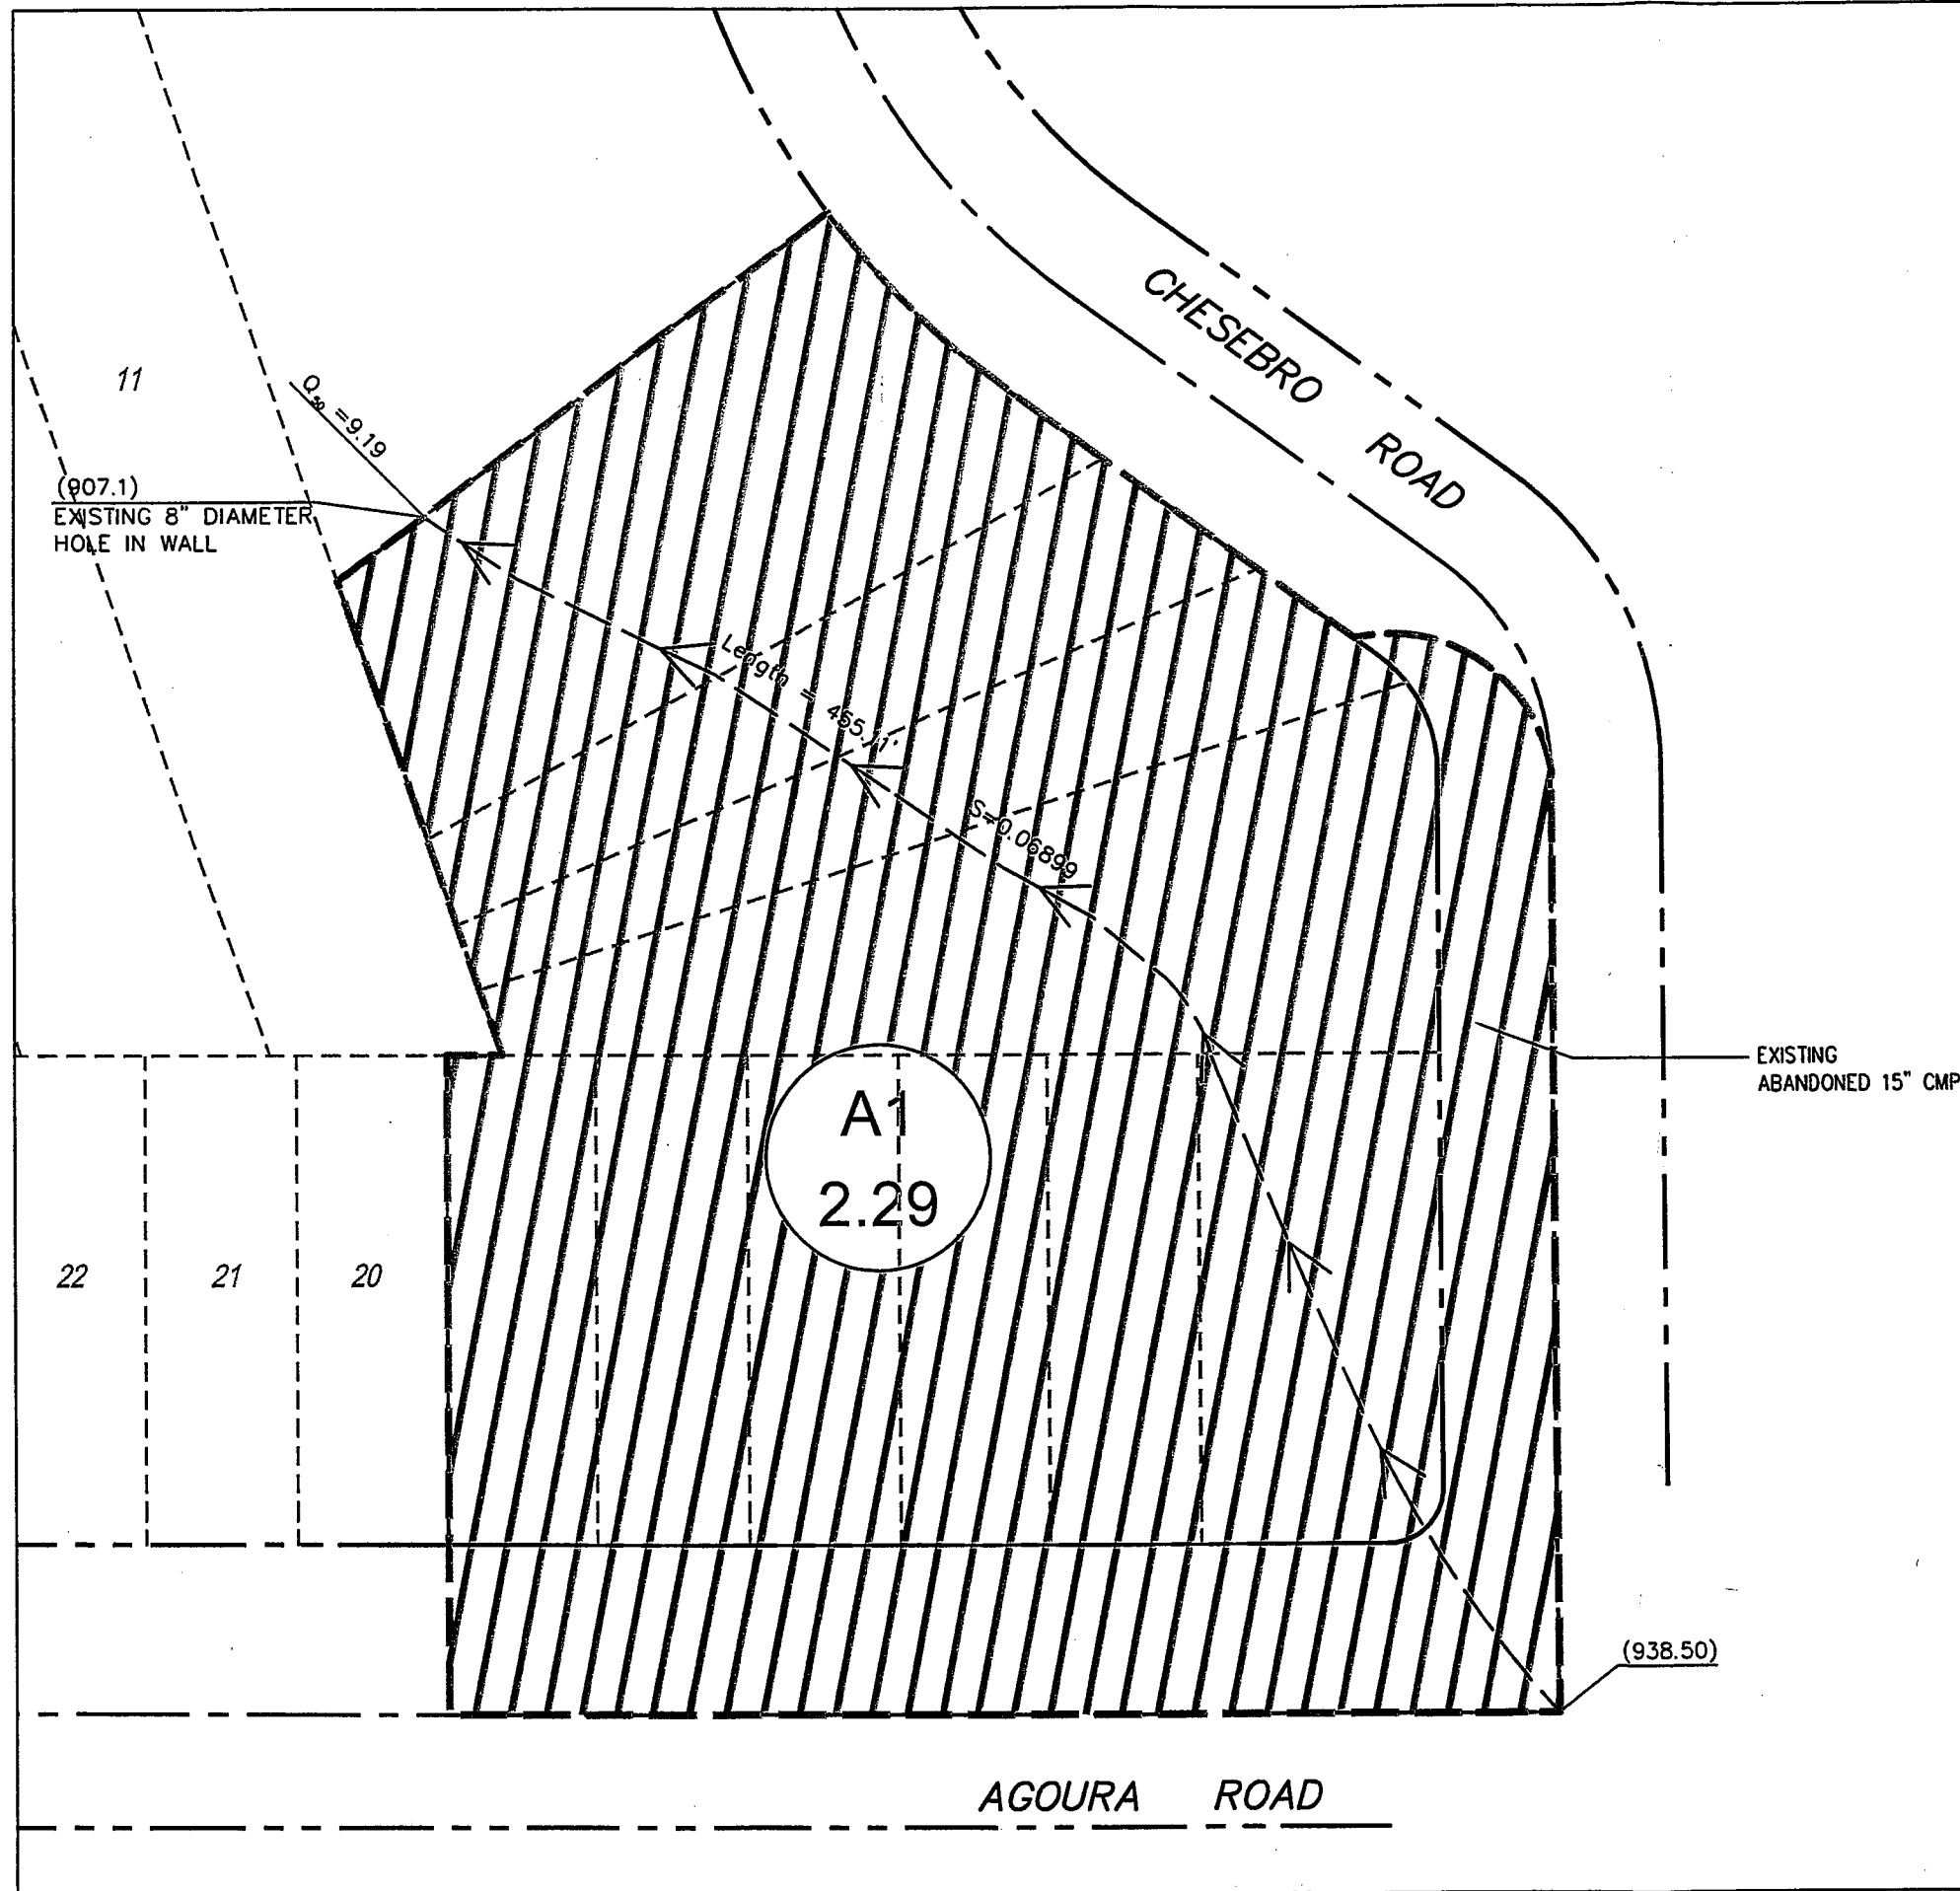 CHESEBRO ROAD
11
Q50 =9.19
(907.1)
EXISTING 8" DIAMETER
HOLE IN WALL
Length = 455.
S=0.06899
EXISTING
ABANDONED 15" CMP
A1
2.29
22
21
20
(938.50)
AGOURA ROAD